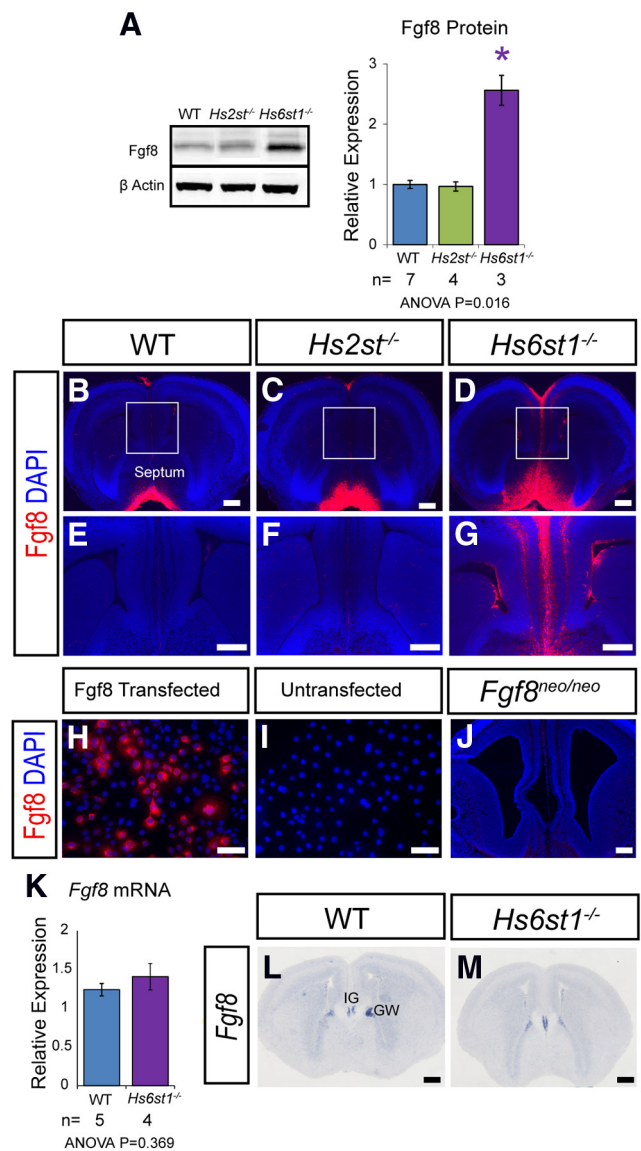 A
Fgf8 Protein
*
WT Hs2st-/- Hs6st1-/-
Fgf8
β Actin
Relative Expression
3
2
1
0
WT Hs2st-/- Hs6st1-/-
n= 7 4 3
ANOVA P=0.016
WT Hs2st-/- Hs6st1-/-
Fgf8 DAPI
B C D
Septum
E F G
Fgf8 Transfected Untransfected Fgf8neo/neo
Fgf8 DAPI
H I J
K
Fgf8 mRNA
Relative Expression
2
1.5
1
0.5
0
WT Hs6st1-/-
n= 5 4
ANOVA P=0.369
WT Hs6st1-/-
Fgf8
L M
IG
GW